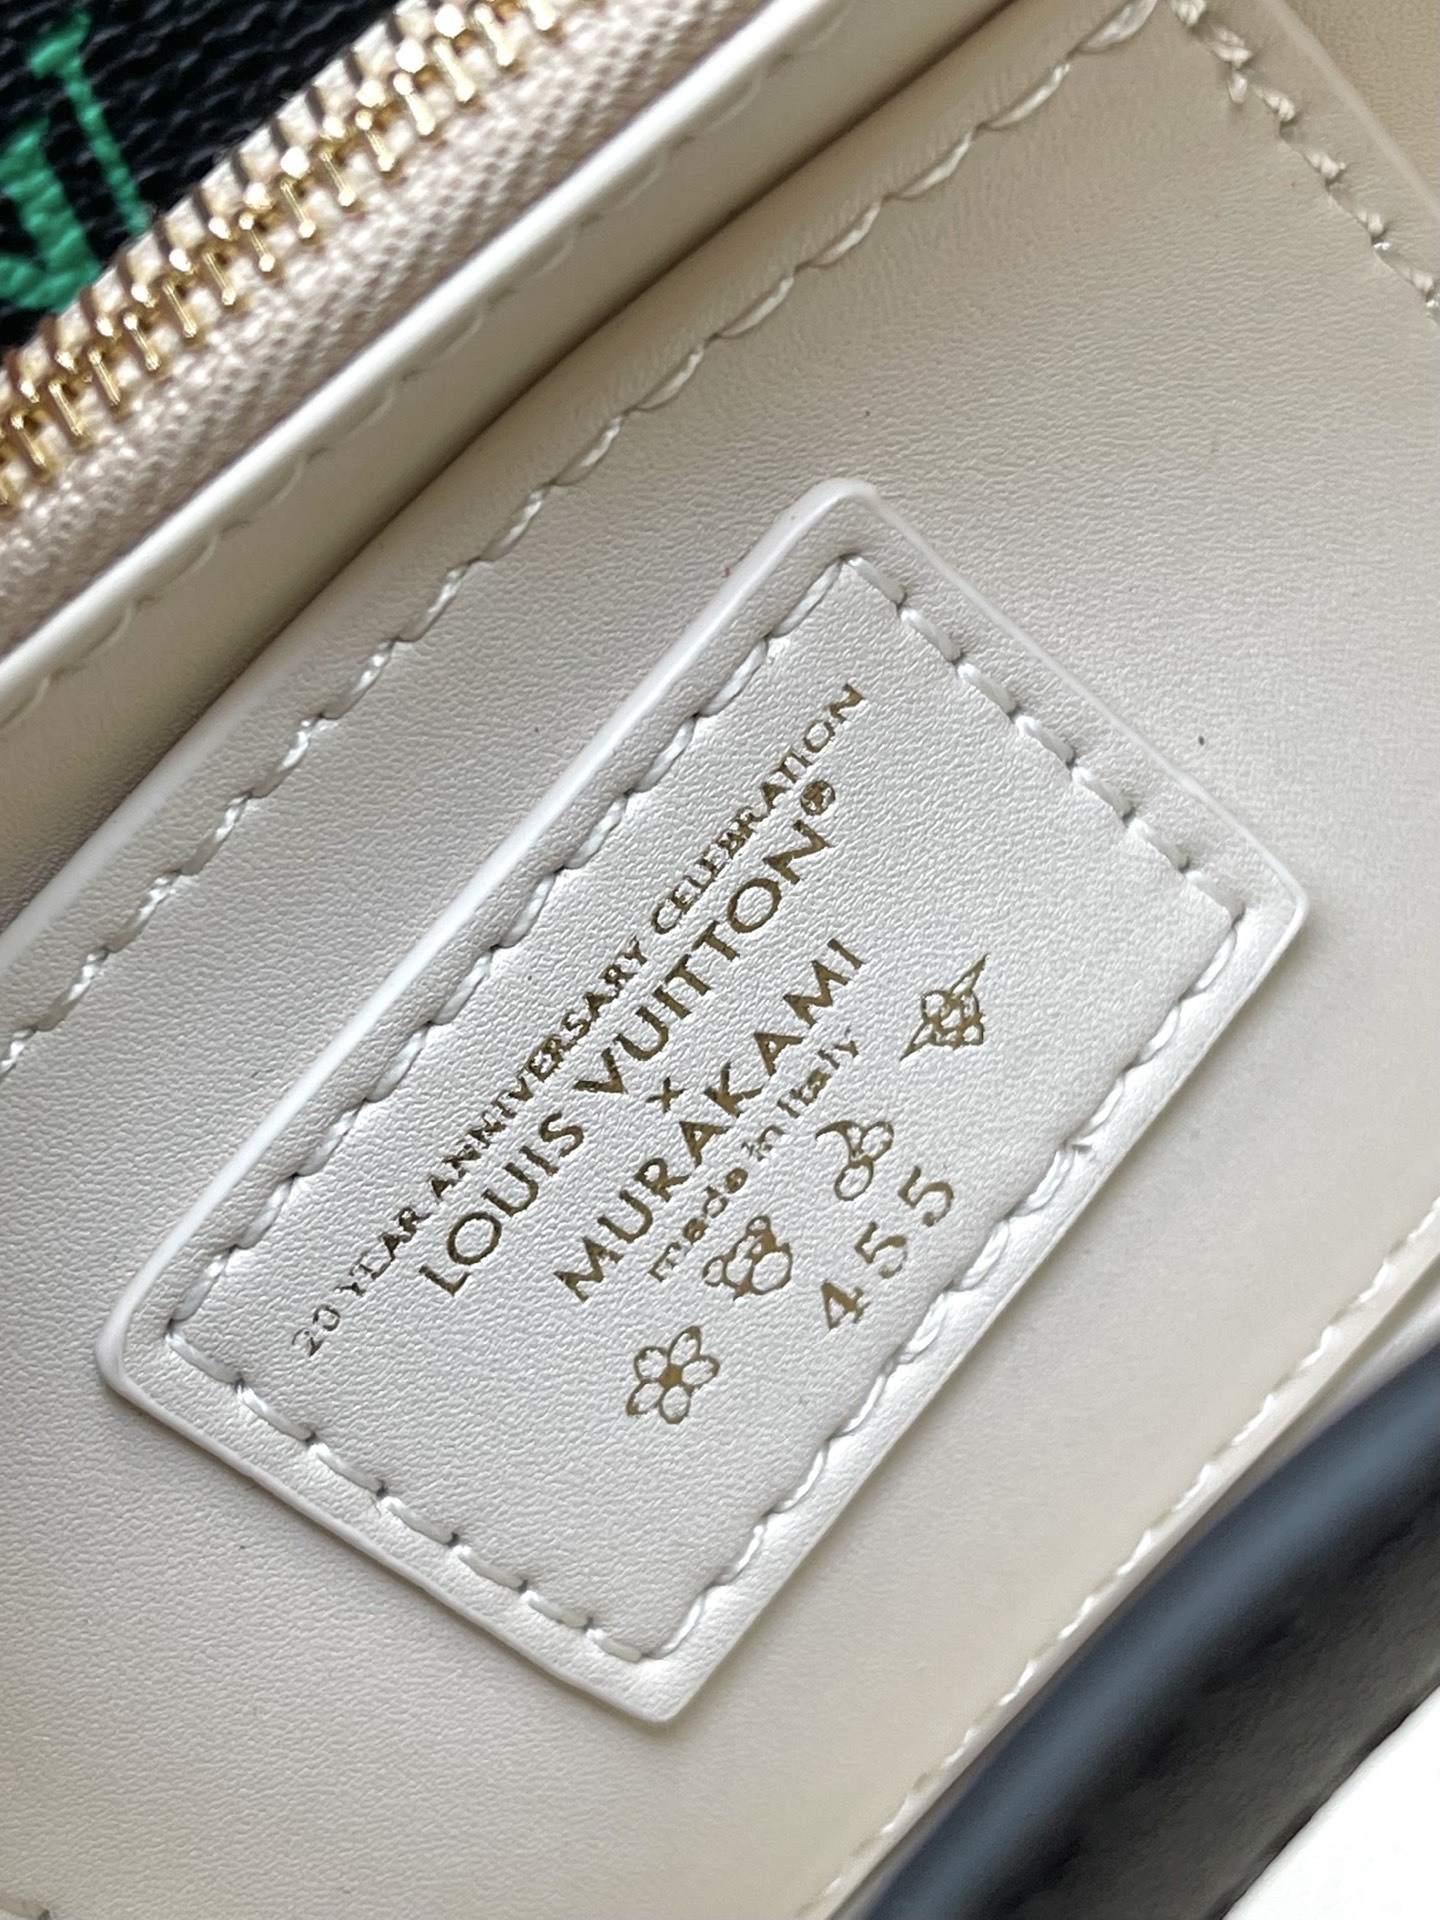 20 YEAR ANNIVERSARY CELEBRATION
LOUIS VUITTON®
×
MURAKAMI
made in Italy
455